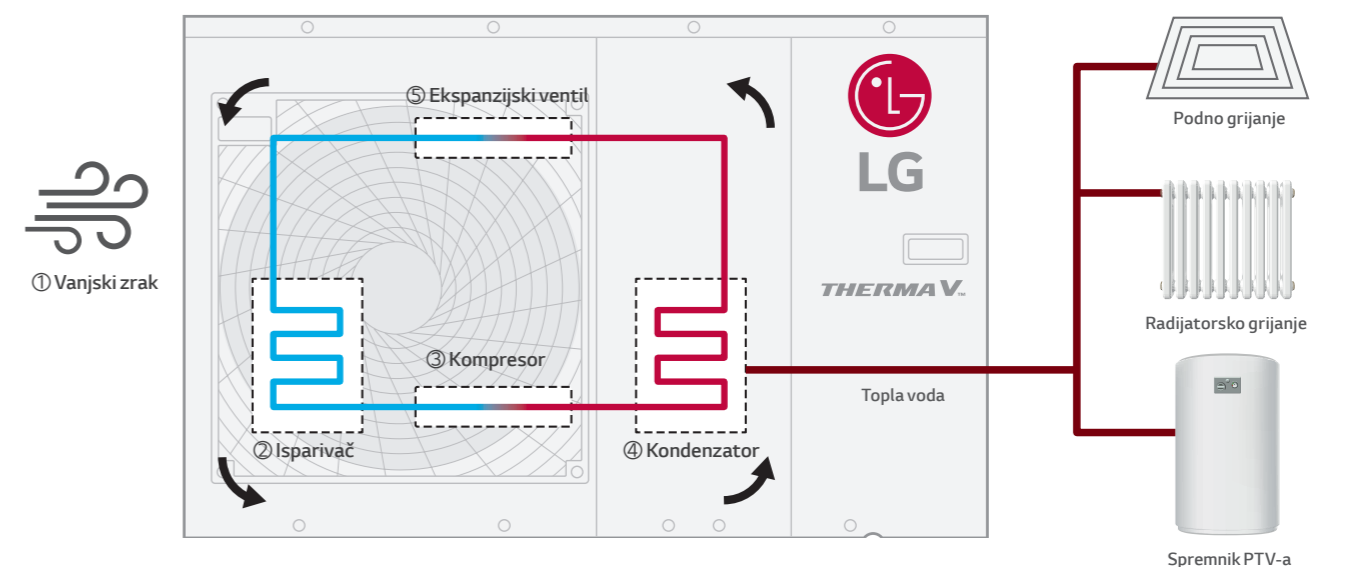 ⑤ Ekspanzijski ventil
LG
THERMA V™
① Vanjski zrak
③ Kompresor
② Isparivač
④ Kondenzator
Topla voda
Podno grijanje
Radijatorsko grijanje
Spremnik PTV-a